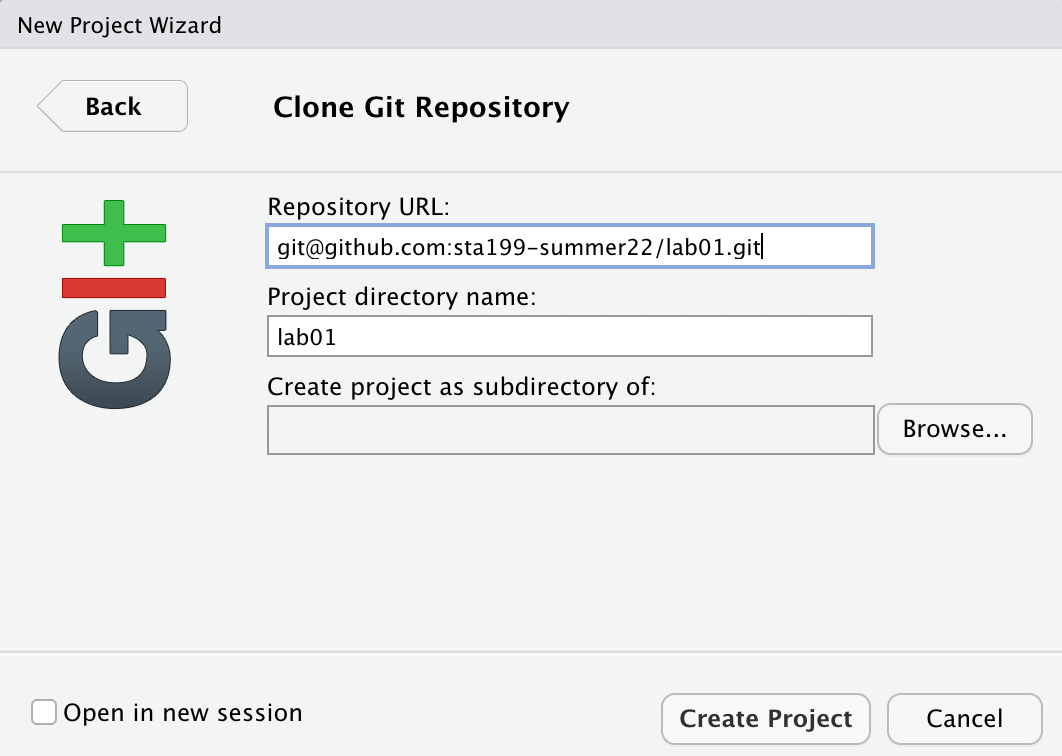 New Project Wizard
Back
Clone Git Repository
GIT
Repository URL:
git@github.com:sta199-summer22/lab01.git
Project directory name:
lab01
Create project as subdirectory of:
Browse...
Open in new session
Create Project
Cancel